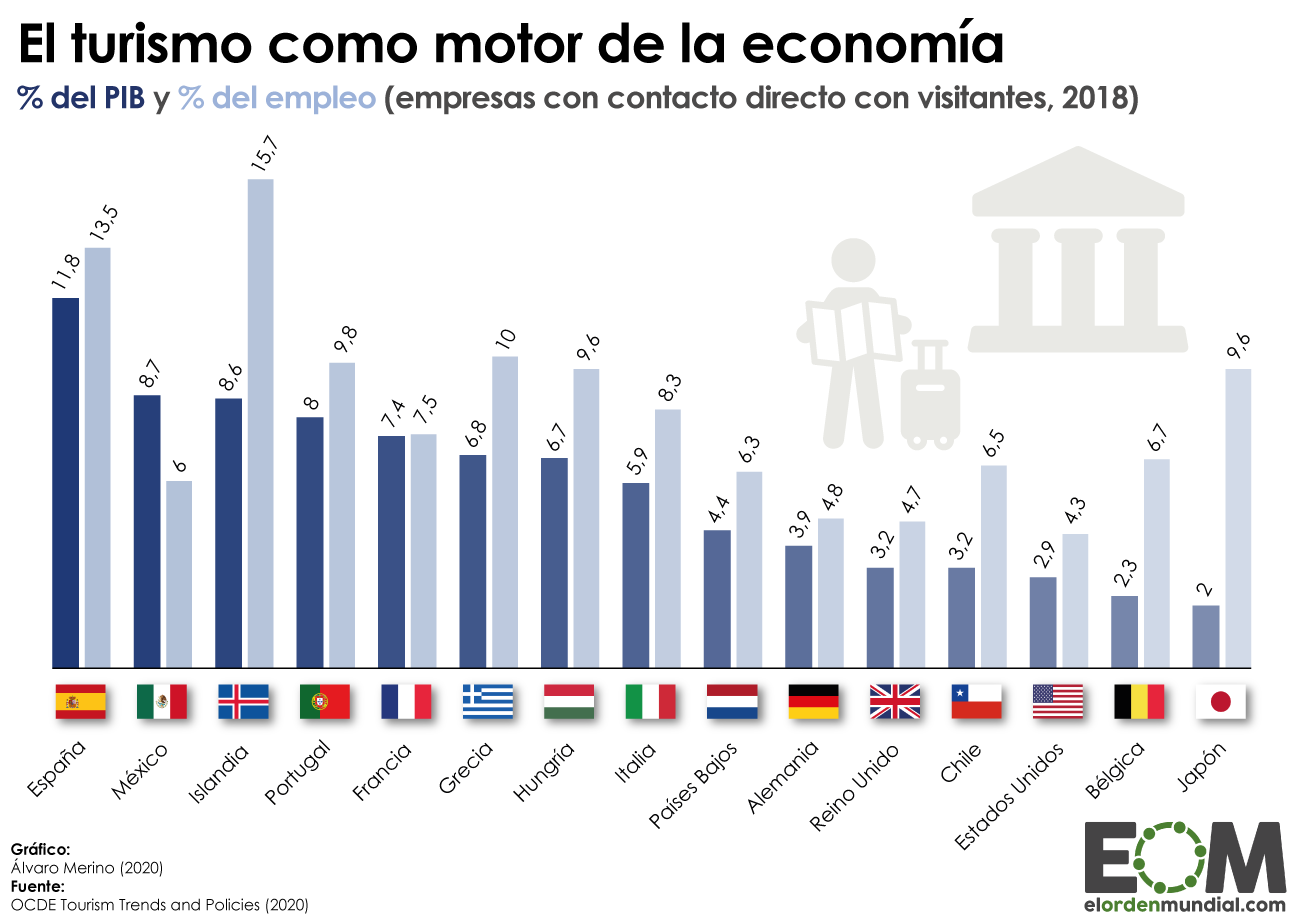 El turismo como motor de la economía
% del PIB y % del empleo (empresas con contacto directo con visitantes, 2018)
11,8
13,5
8,7
6
8,6
15,7
8
9,8
7,4
7,5
6,8
10
6,7
9,6
5,9
8,3
4,4
6,3
3,9
4,8
3,2
4,7
3,2
6,5
2,9
4,3
2,3
6,7
2
9,6
España
México
Islandia
Portugal
Francia
Grecia
Hungría
Italia
Países Bajos
Alemania
Reino Unido
Chile
Estados Unidos
Bélgica
Japón
Gráfico:
Álvaro Merino (2020)
Fuente:
OCDE Tourism Trends and Policies (2020)
EOM
elordenmundial.com